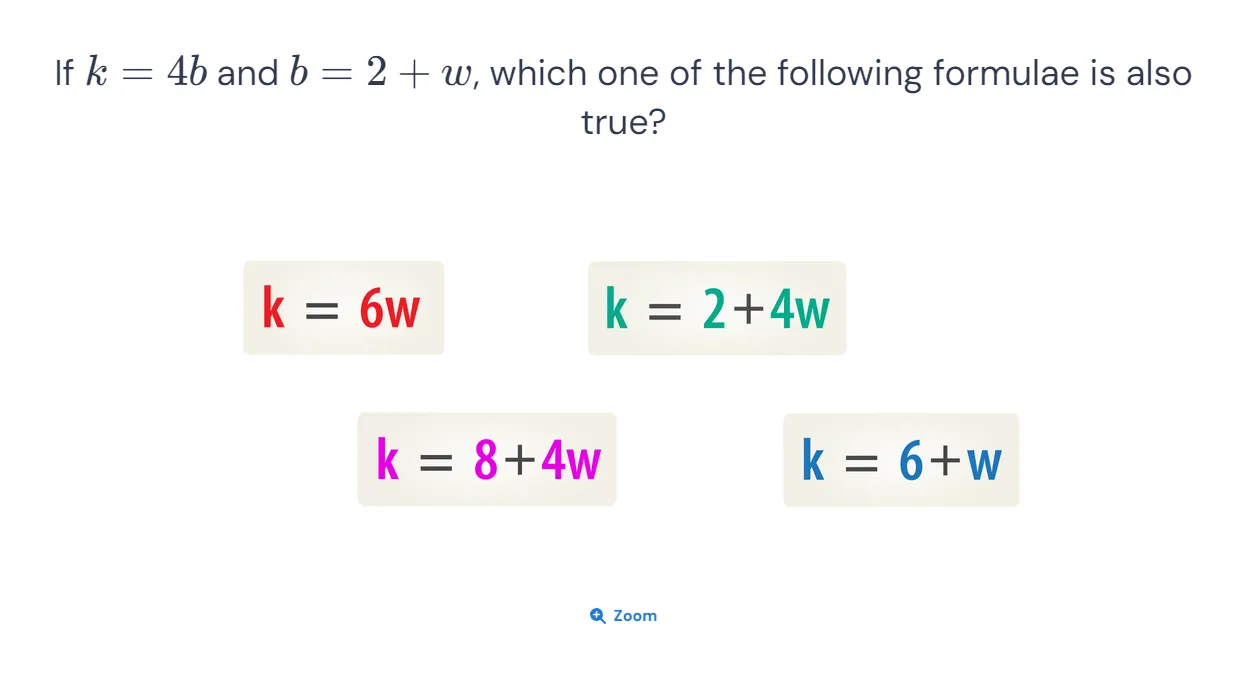 If k = 4b and b = 2 + w, which one of the following formulae is also
true?
k = 6w
k = 2+4w
k = 8+4w
k = 6+w
Zoom